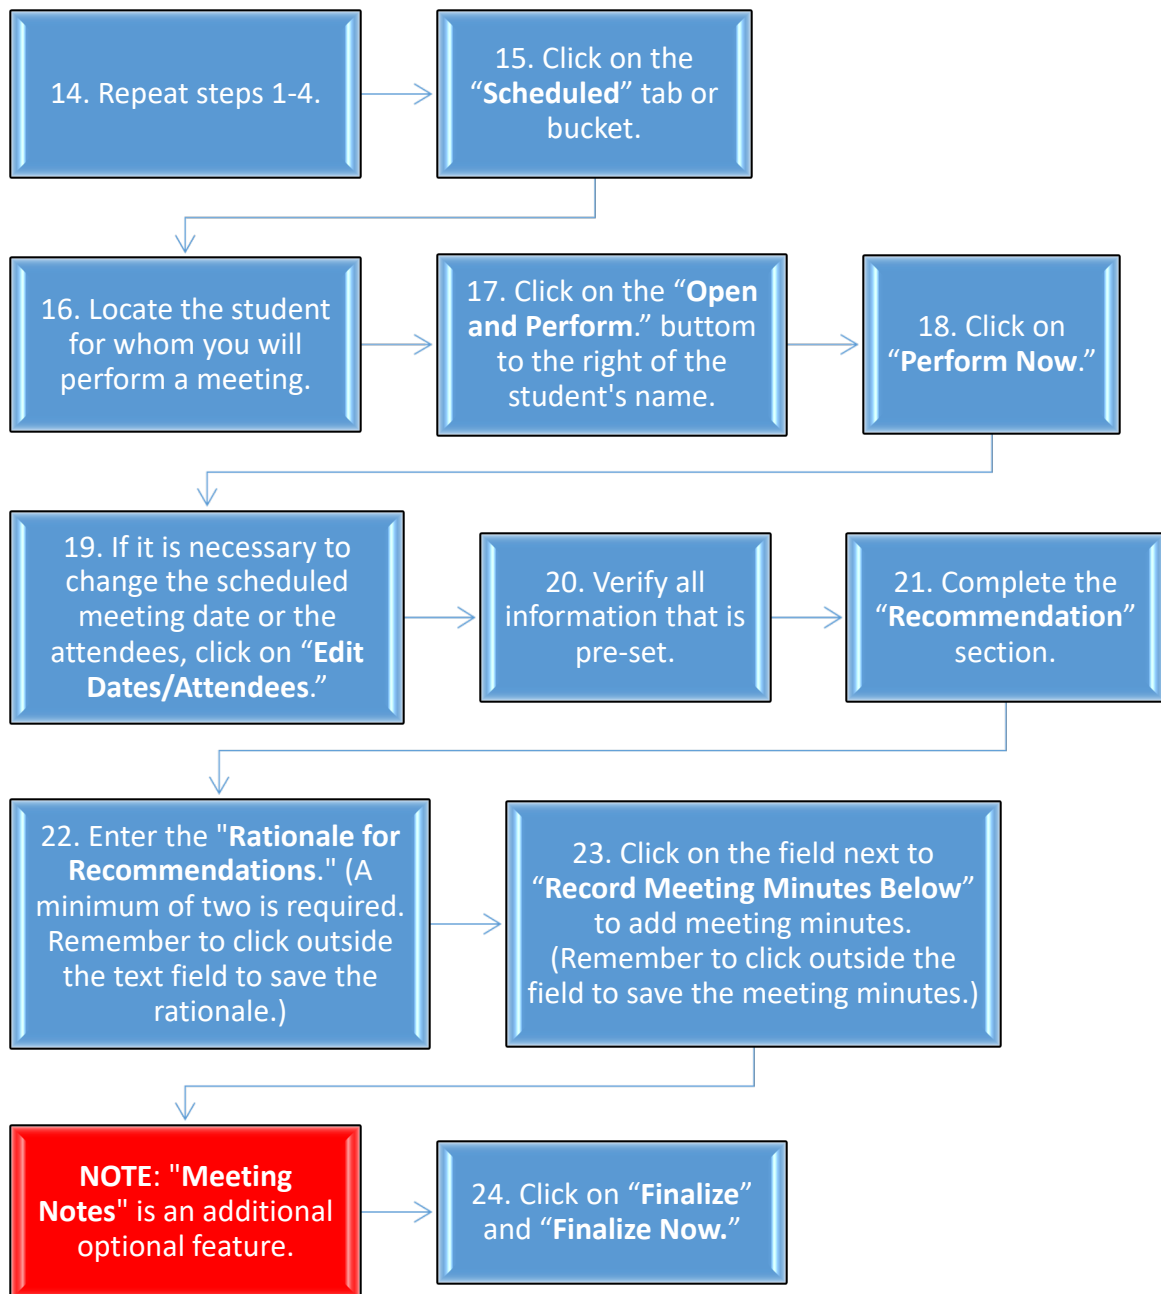 14. Repeat steps 1-4.
15. Click on the
“Scheduled” tab or
bucket.
16. Locate the student
for whom you will
perform a meeting.
17. Click on the “Open
and Perform.” buttom
to the right of the
student's name.
18. Click on
“Perform Now.”
19. If it is necessary to
change the scheduled
meeting date or the
attendees, click on “Edit
Dates/Attendees.”
20. Verify all
information that is
pre-set.
21. Complete the
“Recommendation”
section.
22. Enter the "Rationale for
Recommendations." (A
minimum of two is required.
Remember to click outside
the text field to save the
rationale.)
23. Click on the field next to
“Record Meeting Minutes Below”
to add meeting minutes.
(Remember to click outside the
field to save the meeting minutes.)
NOTE: "Meeting
Notes" is an additional
optional feature.
24. Click on “Finalize”
and “Finalize Now.”